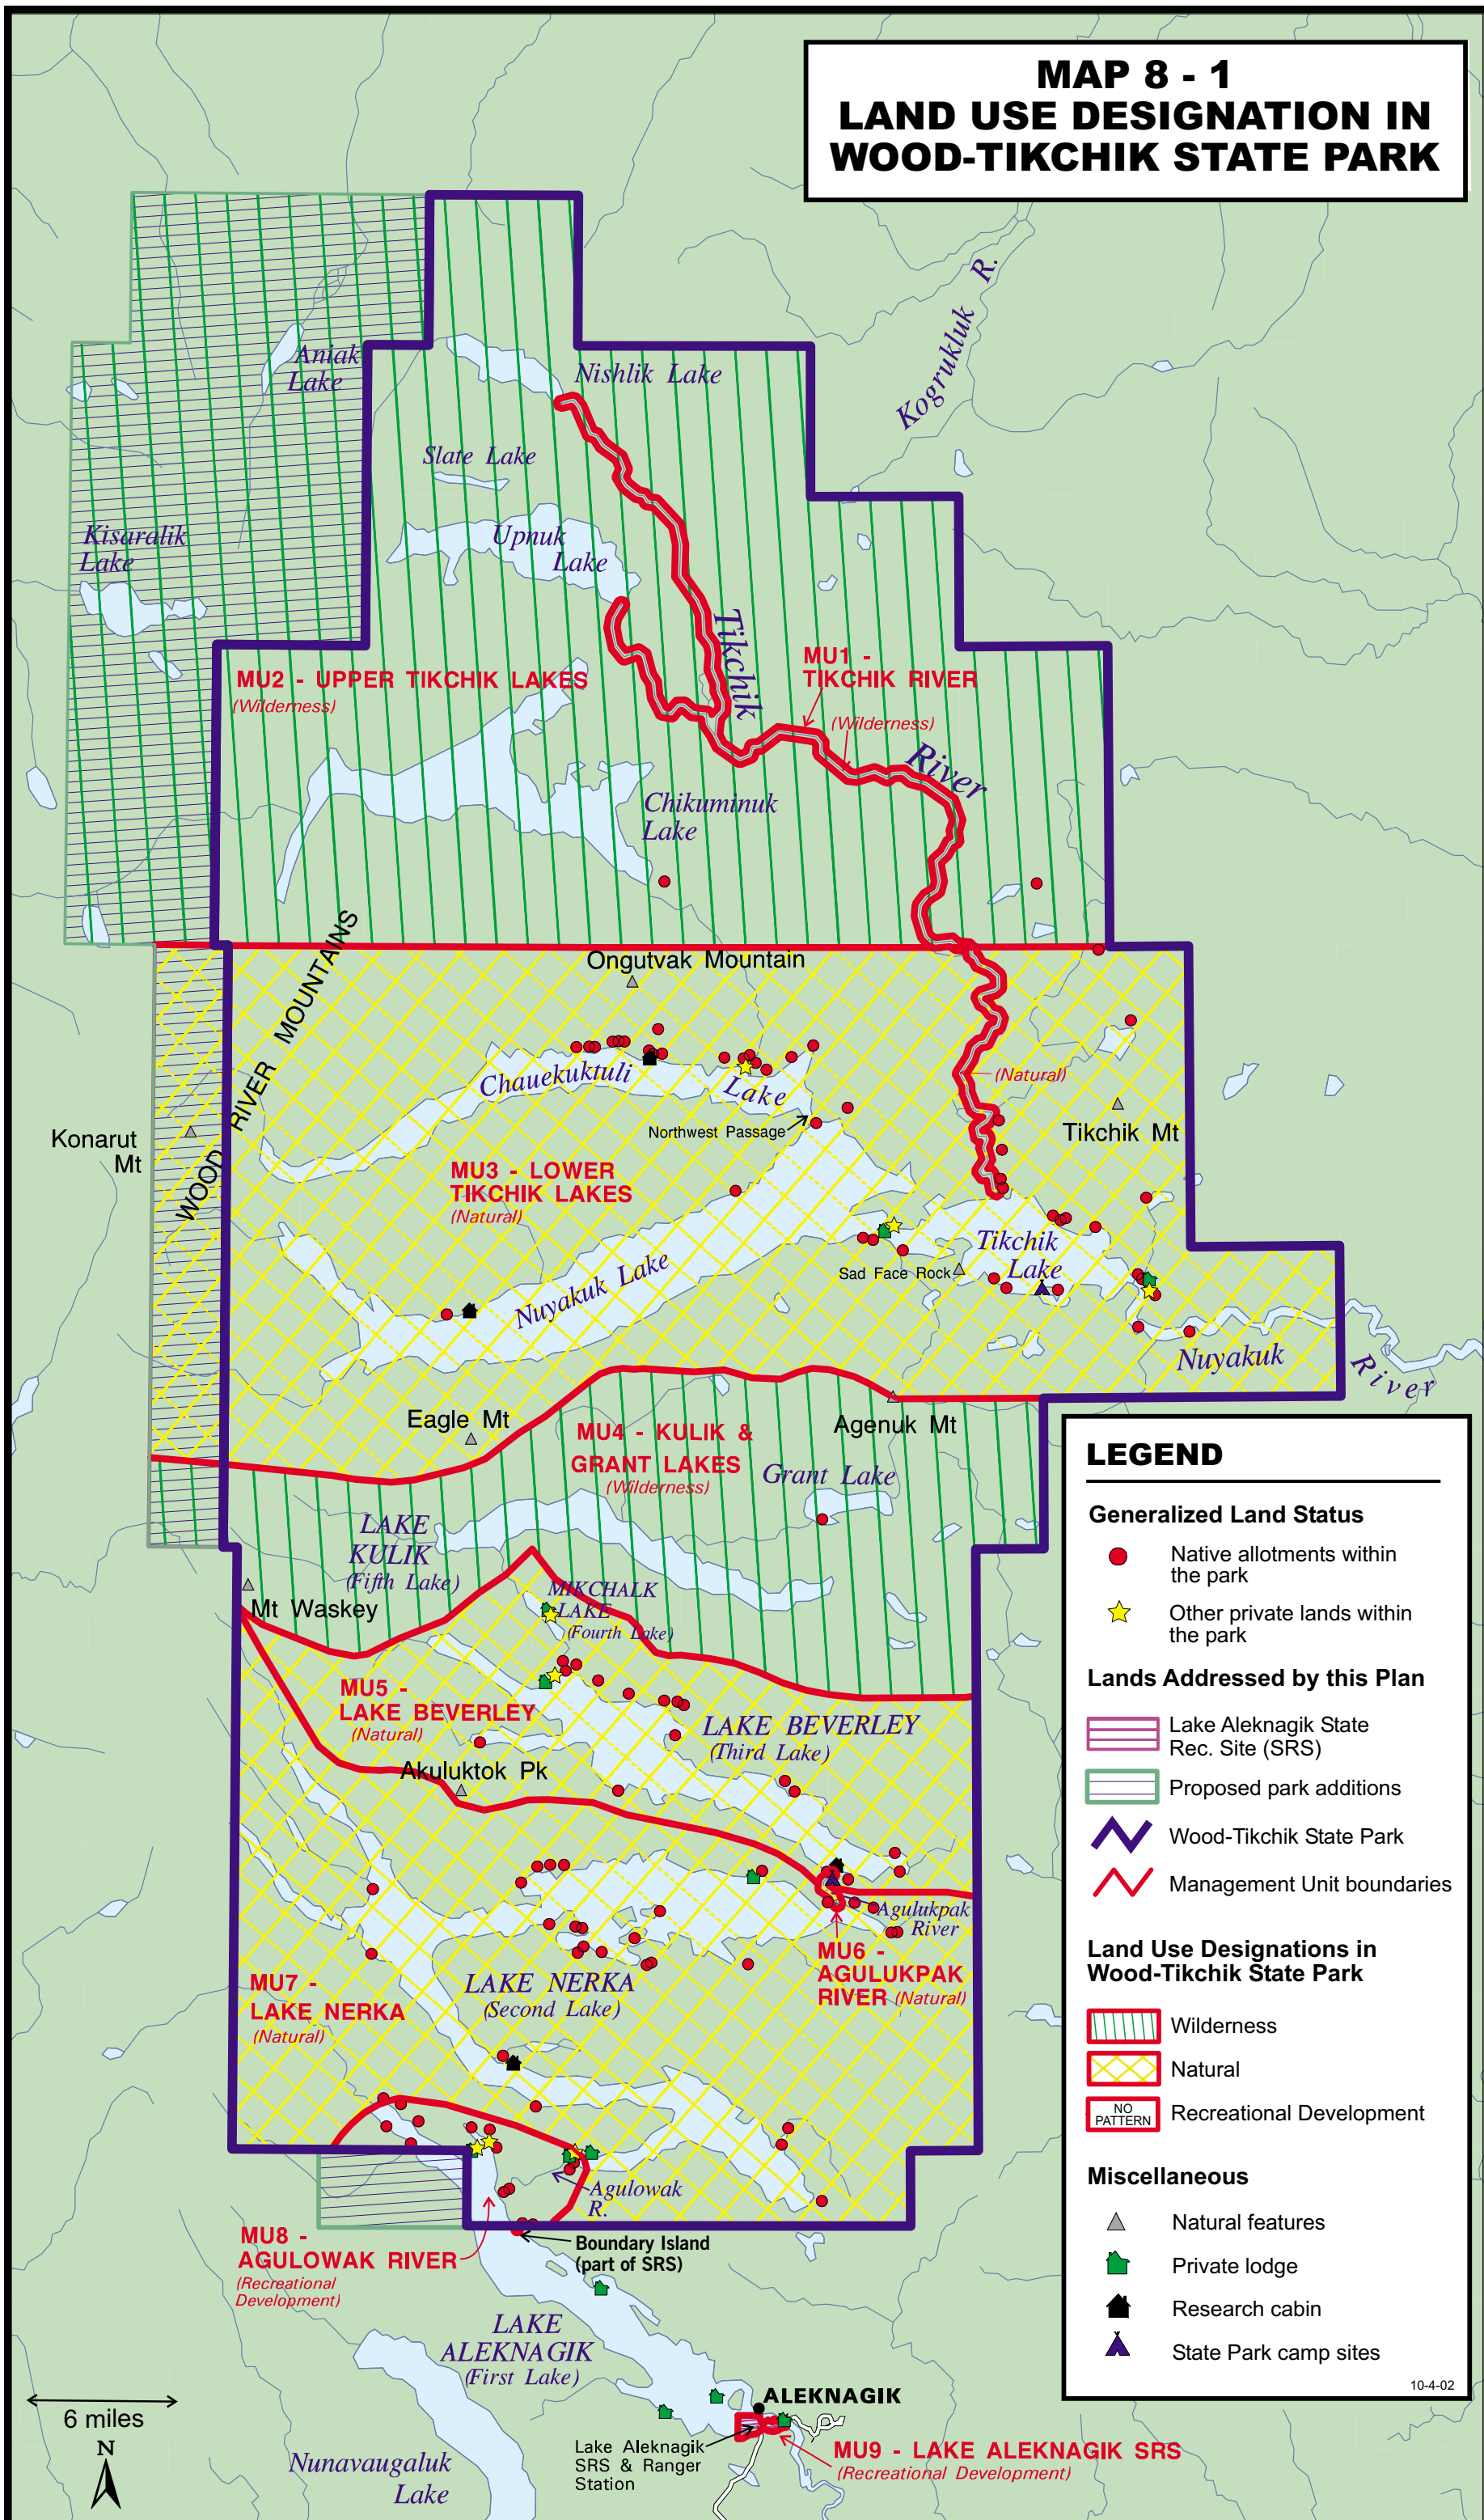 MAP 8 - 1
LAND USE DESIGNATION IN
WOOD-TIKCHIK STATE PARK
Kogrukluk R.
Aniak
Lake
Nishlik Lake
Slate Lake
Kisaralik
Lake
Upnuk
Lake
Tikchik
River
MU1 -
TIKCHIK RIVER
(Wilderness)
MU2 - UPPER TIKCHIK LAKES
(Wilderness)
Chikuminuk
Lake
WOOD RIVER MOUNTAINS
Ongutvak Mountain
Chauekuktuli
Lake
(Natural)
Northwest Passage
Tikchik Mt
Konarut
Mt
MU3 - LOWER
TIKCHIK LAKES
(Natural)
Nuyakuk Lake
Tikchik
Lake
Sad Face Rock
Nuyakuk
River
Eagle Mt
Agenuk Mt
MU4 - KULIK &
GRANT LAKES
(Wilderness)
Grant Lake
LAKE
KULIK
(Fifth Lake)
Mt Waskey
MIKCHALK
LAKE
(Fourth Lake)
MU5 -
LAKE BEVERLEY
(Natural)
LAKE BEVERLEY
(Third Lake)
Akuluktok Pk
Agulukpak
River
MU6 -
AGULUKPAK
RIVER (Natural)
MU7 -
LAKE NERKA
(Natural)
LAKE NERKA
(Second Lake)
Agulowak
R.
MU8 -
AGULOWAK RIVER
(Recreational
Development)
Boundary Island
(part of SRS)
LAKE
ALEKNAGIK
(First Lake)
ALEKNAGIK
6 miles
N
Nunavaugaluk
Lake
Lake Aleknagik
SRS & Ranger
Station
MU9 - LAKE ALEKNAGIK SRS
(Recreational Development)
LEGEND
Generalized Land Status
Native allotments within
the park
Other private lands within
the park
Lands Addressed by this Plan
Lake Aleknagik State
Rec. Site (SRS)
Proposed park additions
Wood-Tikchik State Park
Management Unit boundaries
Land Use Designations in
Wood-Tikchik State Park
Wilderness
Natural
NO
PATTERN
Recreational Development
Miscellaneous
Natural features
Private lodge
Research cabin
State Park camp sites
10-4-02